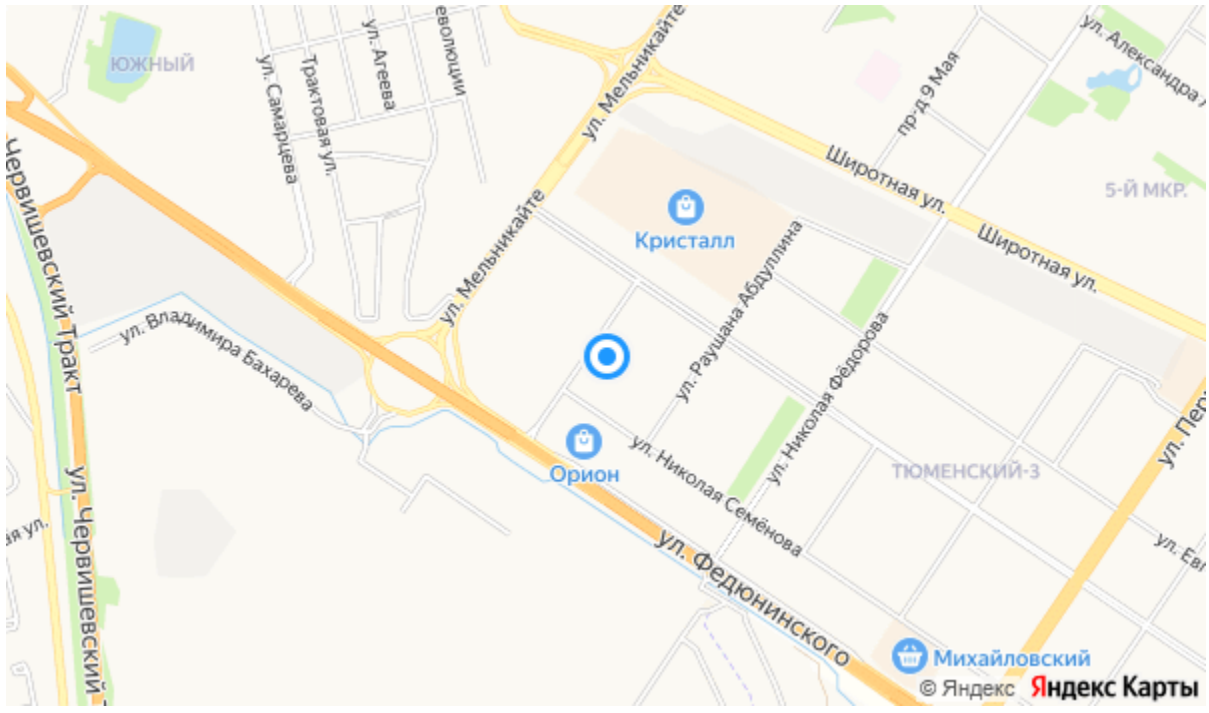 ЮЖНЫЙ
ул. Самарцева
Трактовая ул.
ул. Агеева
еволюции
ул. Мельникайте
пр-д 9 Мая
ул. Александра Л
Широтная ул.
5-Й МКР.
Червишевский Тракт
ул. Мельникайте
Кристалл
Широтная ул.
ул. Владимира Бахарева
ул. Раушана Абдуллина
ул. Николая Фёдорова
ул. Пер
Орион
ул. Николая Семёнова
ТЮМЕНСКИЙ-3
ая ул.
ул. Червишевский Т
ул. Федюнинского
ул. Евг
Михайловский
© Яндекс Яндекс Карты